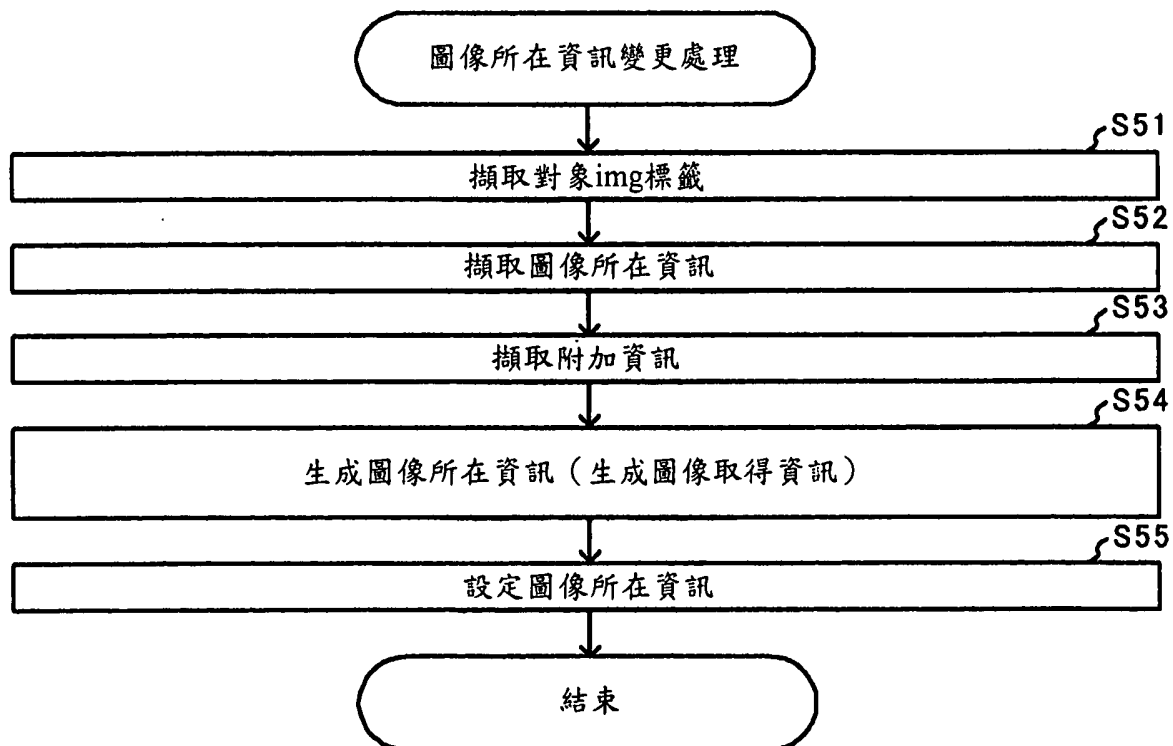 圖像所在資訊變更處理
S51
擷取對象img標籤
S52
擷取圖像所在資訊
S53
擷取附加資訊
S54
生成圖像所在資訊（生成圖像取得資訊）
S55
設定圖像所在資訊
結束